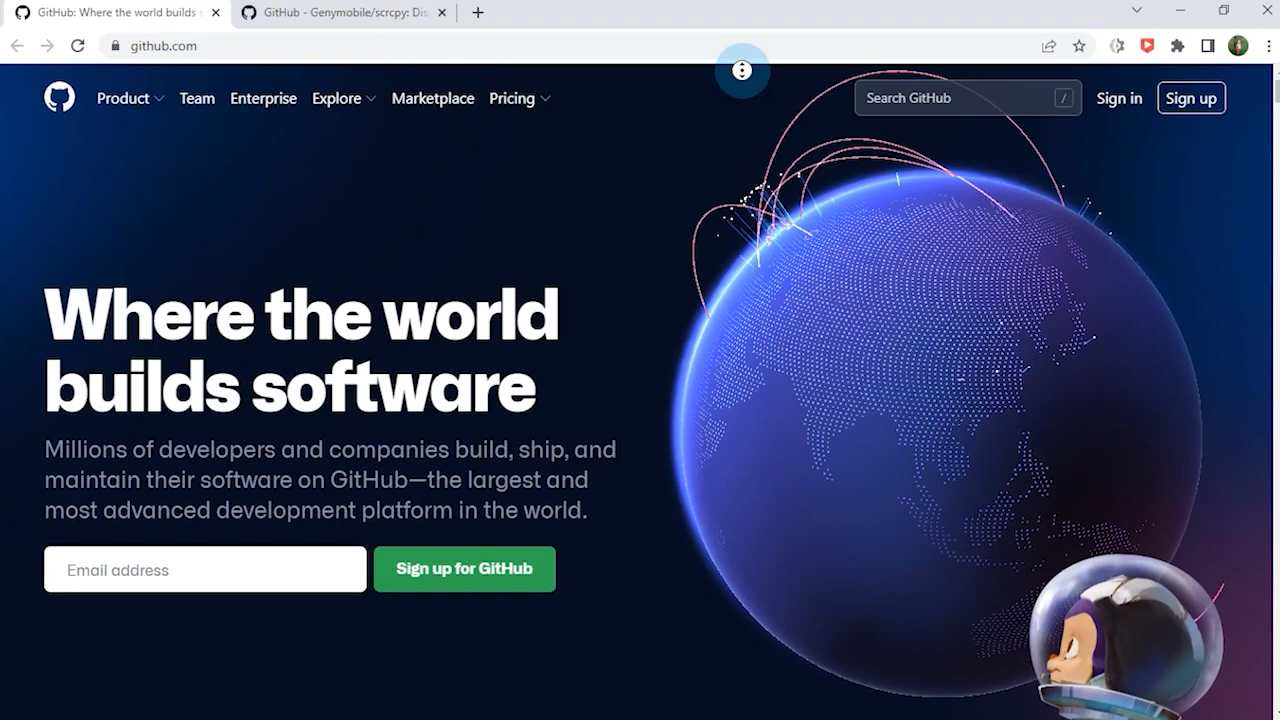 GitHub: Where the world builds s
GitHub - Genymobile/scrcpy: Dis
github.com
Product
Team
Enterprise
Explore
Marketplace
Pricing
Search GitHub
/
Sign in
Sign up
Where the world
builds software
Millions of developers and companies build, ship, and
maintain their software on GitHub—the largest and
most advanced development platform in the world.
Email address
Sign up for GitHub